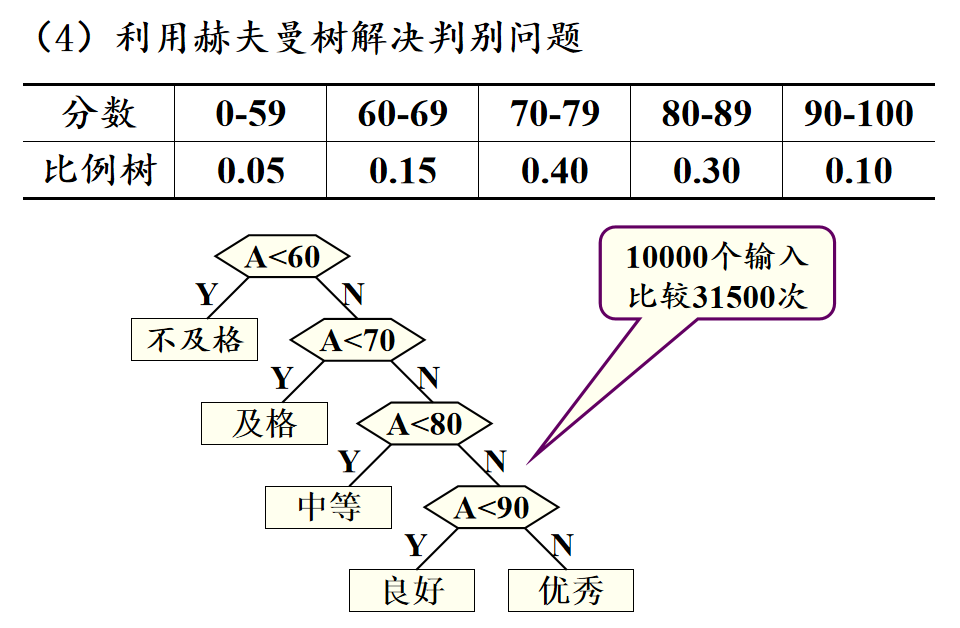 (4)利用赫夫曼树解决判别问题
分数 0-59 60-69 70-79 80-89 90-100
比例树 0.05 0.15 0.40 0.30 0.10
10000个输入
比较31500次
A<60
Y N
不及格
A<70
Y N
及格
A<80
Y N
中等
A<90
Y N
良好 优秀